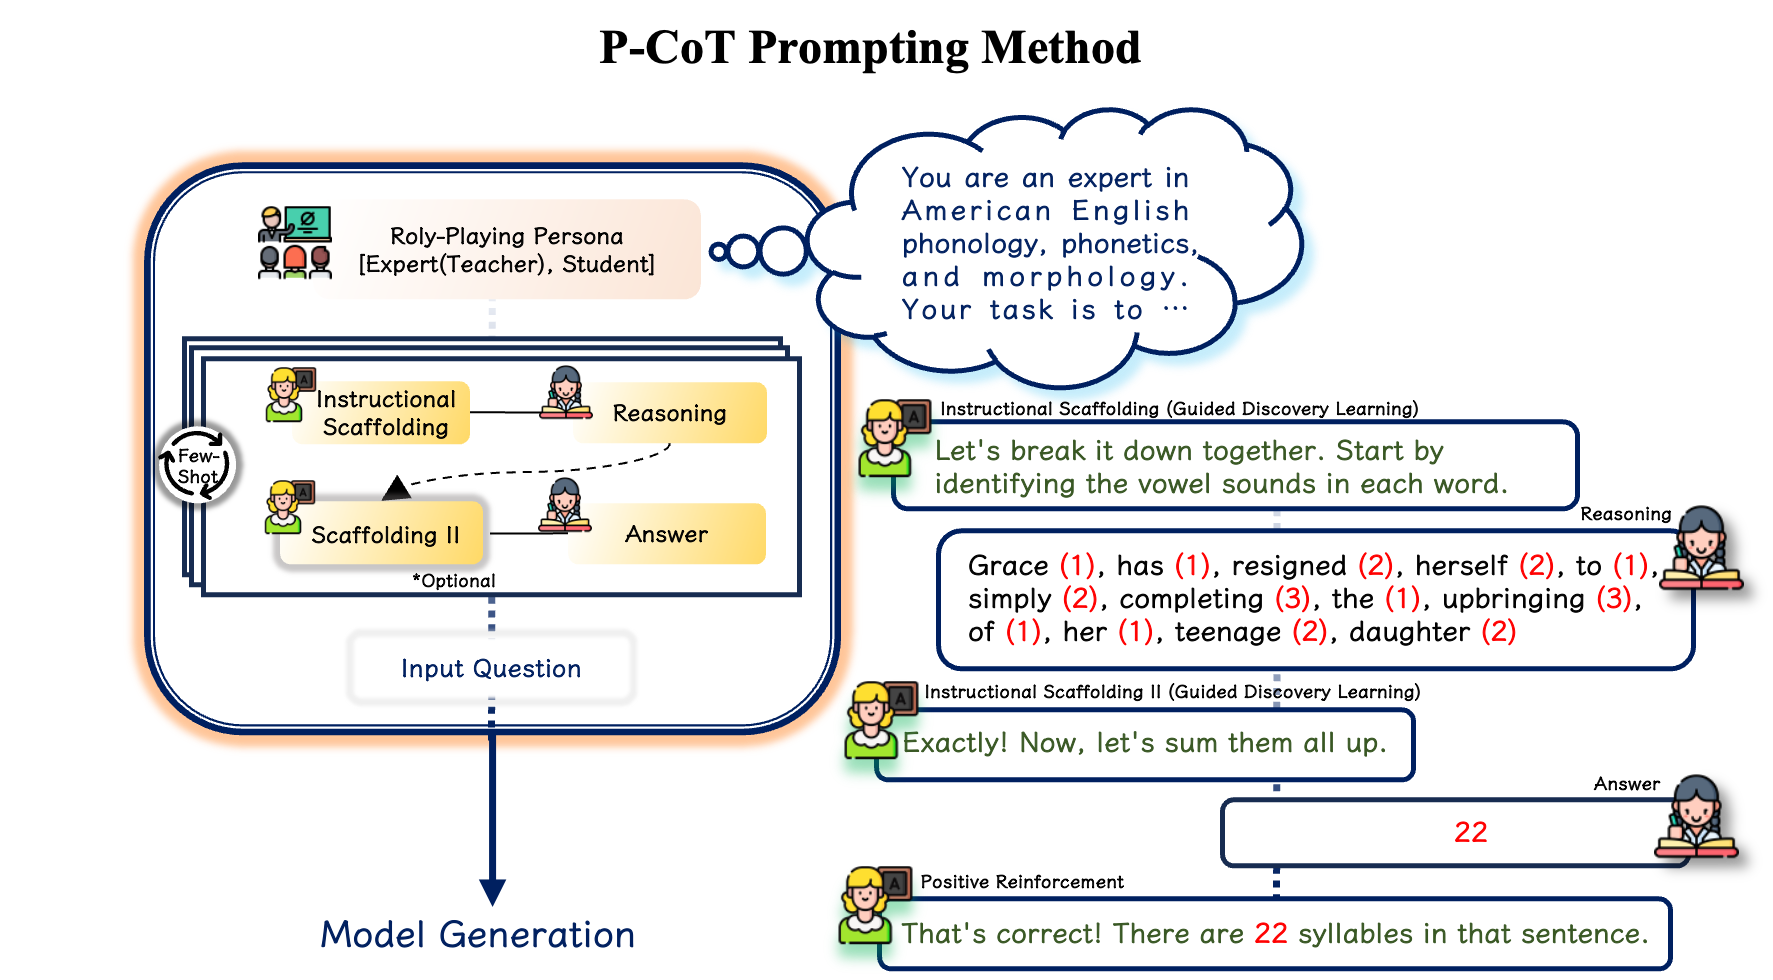 P-CoT Prompting Method
You are an expert in
American English
phonology, phonetics,
and morphology.
Your task is to ...
Roly-Playing Persona
[Expert(Teacher), Student]
Instructional
Scaffolding
Reasoning
Few-
Shot
Scaffolding II
Answer
*Optional
Input Question
Model Generation
Instructional Scaffolding (Guided Discovery Learning)
A
Let's break it down together. Start by
identifying the vowel sounds in each word.
Reasoning
Grace (1), has (1), resigned (2), herself (2), to (1),
simply (2), completing (3), the (1), upbringing (3),
of (1), her (1), teenage (2), daughter (2)
Instructional Scaffolding II (Guided Discovery Learning)
A
Exactly! Now, let's sum them all up.
Answer
22
Positive Reinforcement
A
That's correct! There are 22 syllables in that sentence.